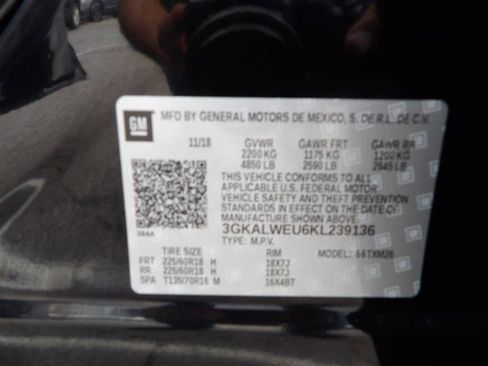 GM
MFD BY GENERAL MOTORS DE MEXICO, S. DE R.L. DE C.V.
11/18 GVWR GAWR FRT GAWR RR
2200 KG 1175 KG 1200 KG
4850 LB 2590 LB 2645 LB
THIS VEHICLE CONFORMS TO ALL
APPLICABLE U.S. FEDERAL MOTOR
VEHICLE SAFETY AND THEFT PREVENTION
STANDARDS IN EFFECT ON THE DATE OF
MANUFACTURE SHOWN ABOVE.
3GKALWEU6KL239136
TYPE: M.P.V. MODEL:
TIRE SIZE RIM
FRT 225/60R18 H 18X7J
RR 225/60R18 H 18X7J
SPA T135/70R16 M 16X4BT